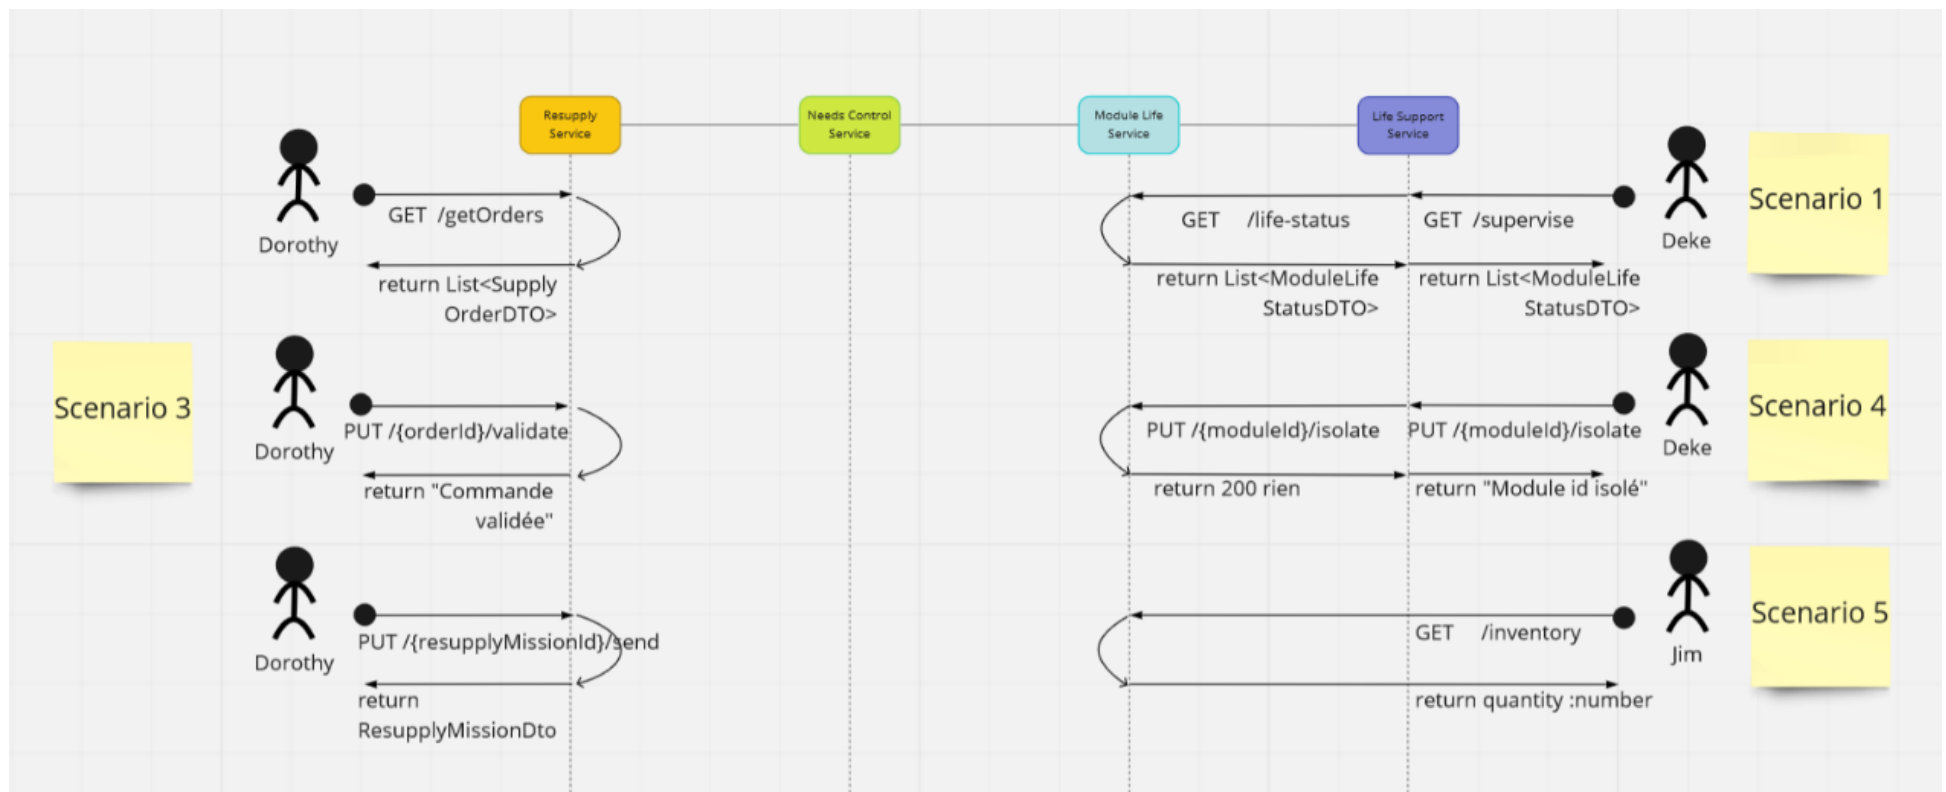 Resupply
Service
Needs Control
Service
Module Life
Service
Life Support
Service
Dorothy
GET /getOrders
return List<Supply
OrderDTO>
GET /life-status
return List<ModuleLife
StatusDTO>
GET /supervise
return List<ModuleLife
StatusDTO>
Deke
Scenario 1
Scenario 3
Dorothy
PUT /{orderId}/validate
return "Commande
validée"
PUT /{moduleId}/isolate
return 200 rien
PUT /{moduleId}/isolate
return "Module id isolé"
Deke
Scenario 4
Dorothy
PUT /{resupplyMissionId}/send
return
ResupplyMissionDto
GET /inventory
return quantity :number
Jim
Scenario 5